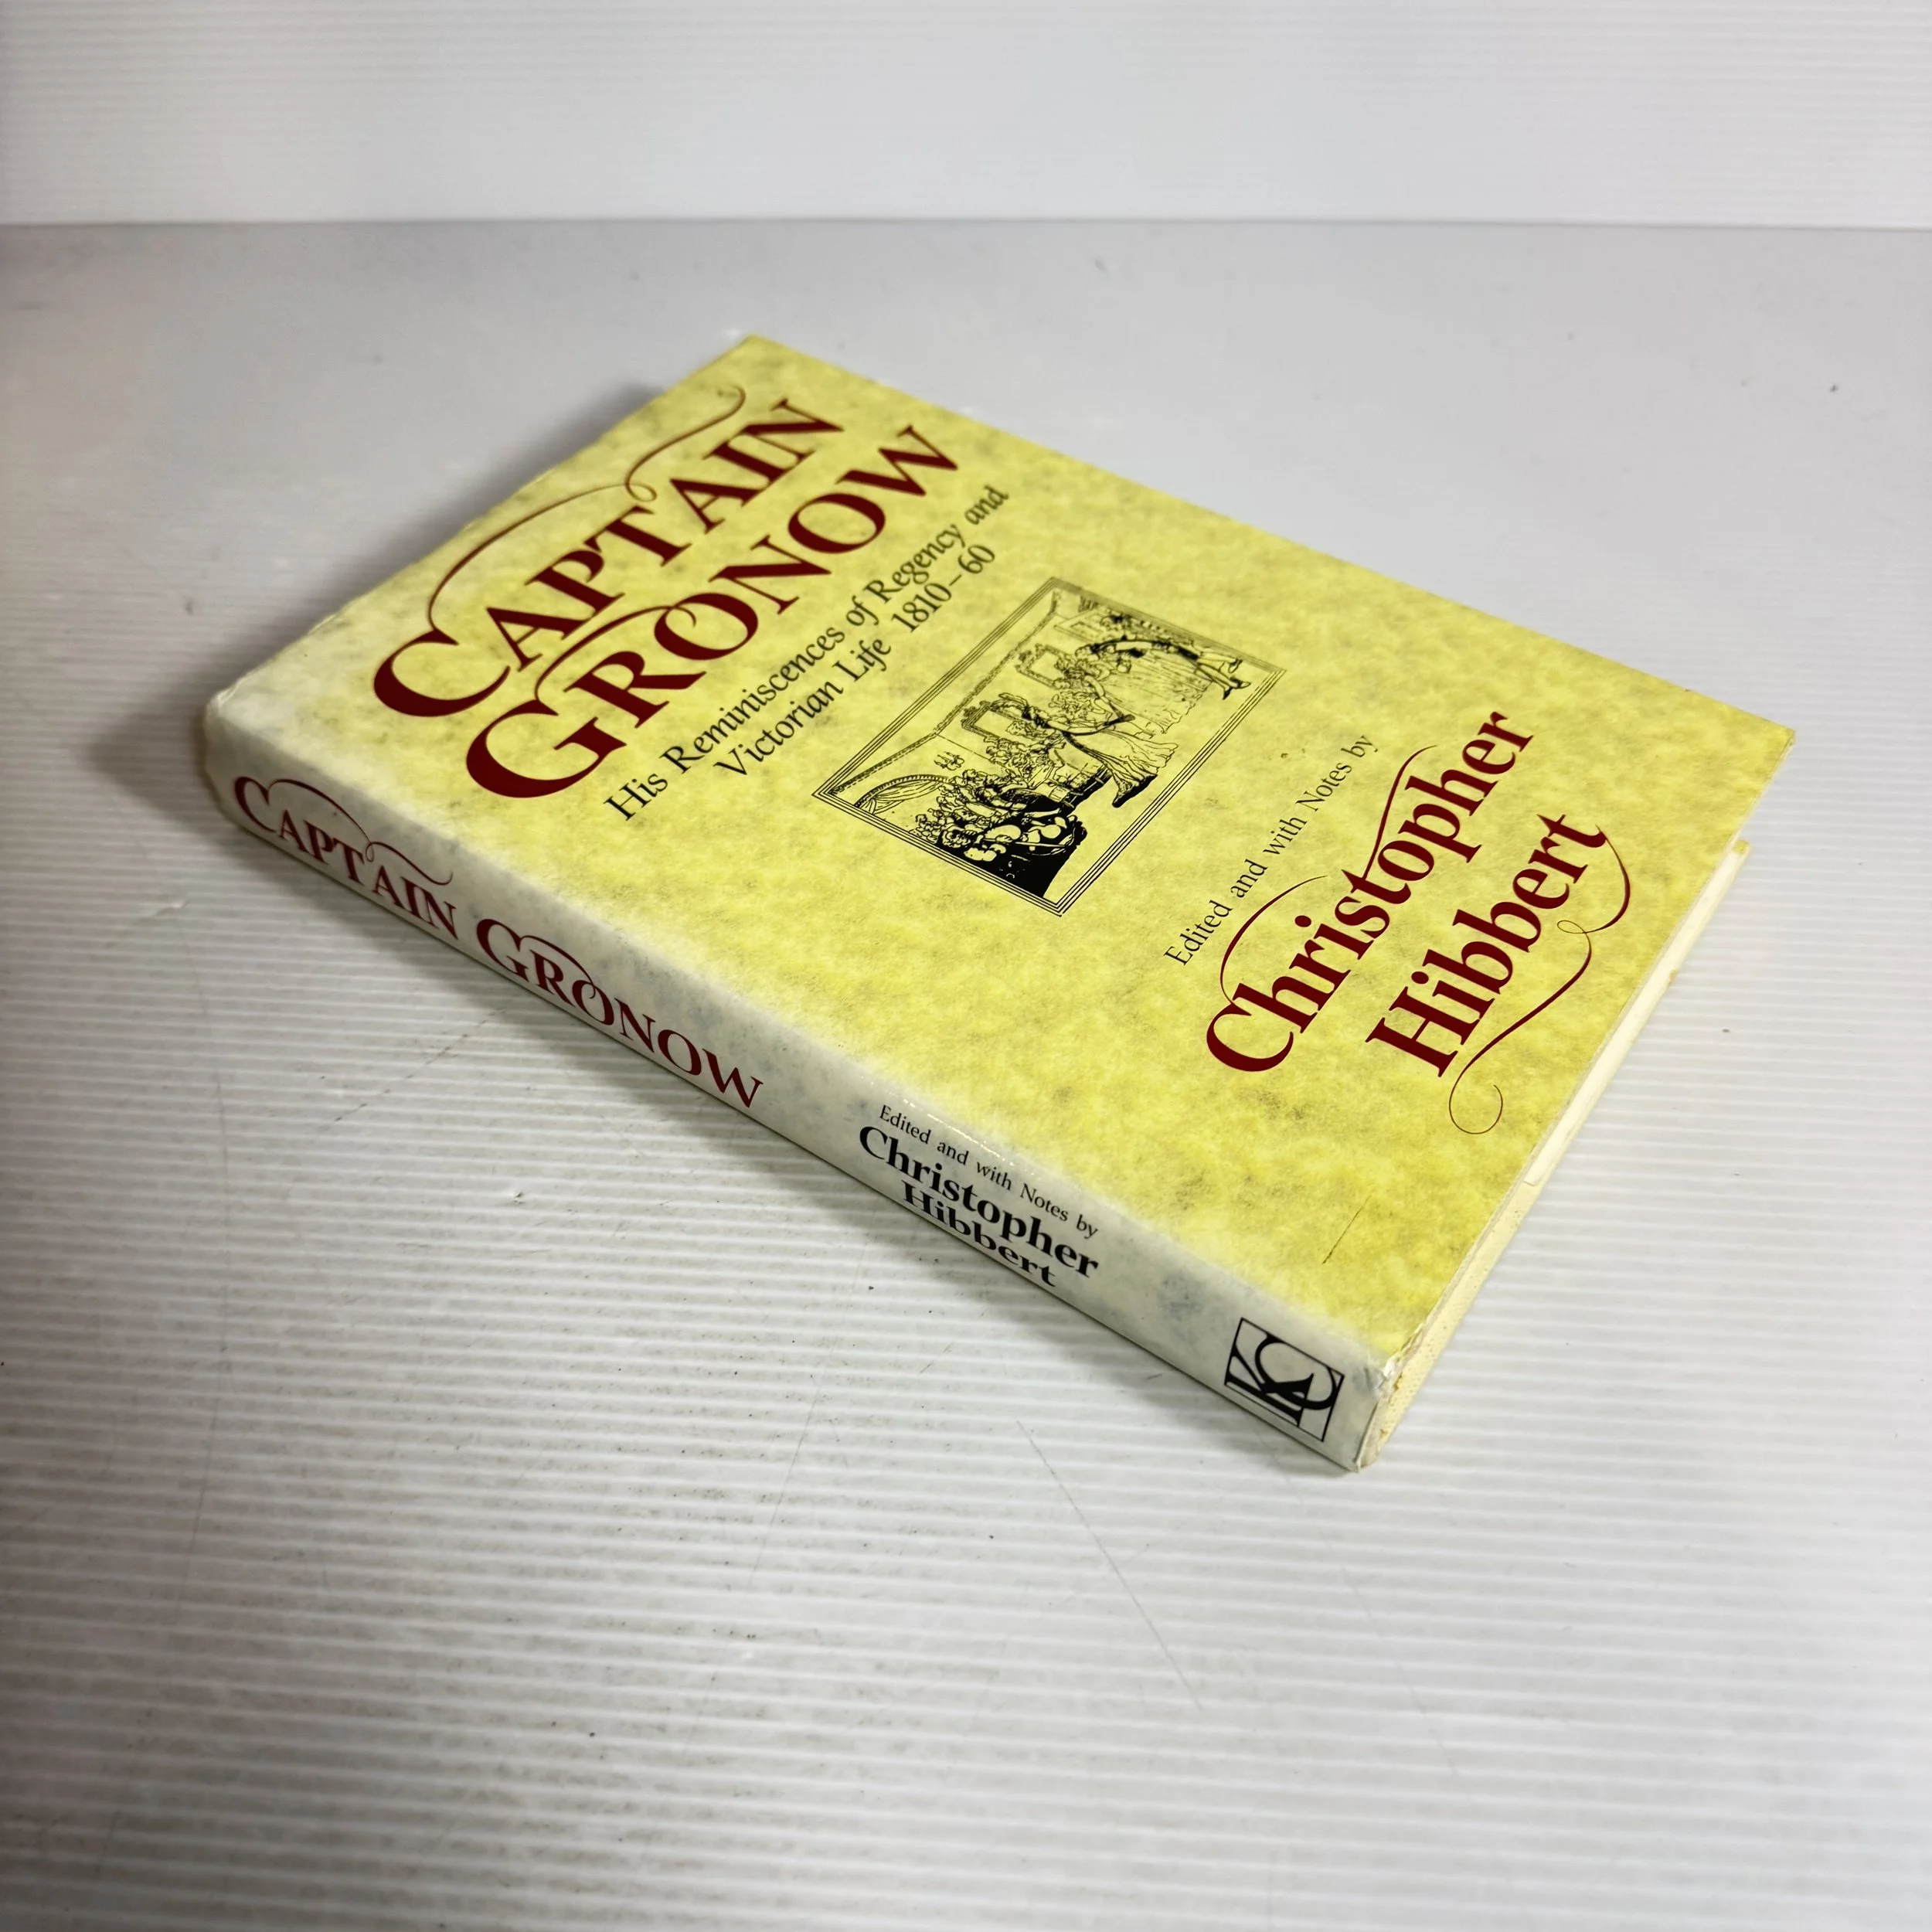 CAPTAIN
GRONOW
His Reminiscences of Regency and
Victorian Life 1810–60
Edited and with Notes by
Christopher
Hibbert
CAPTAIN GRONOW
Edited and with Notes by
Christopher
Hibbert
KC